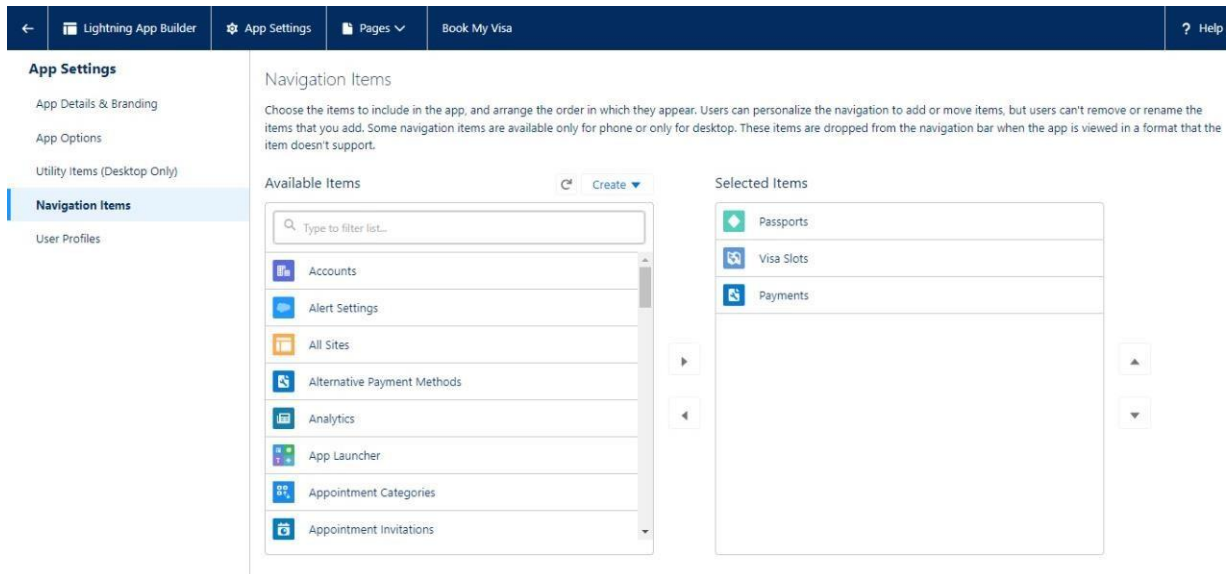 Lightning App Builder
App Settings
Pages
Book My Visa
? Help
App Settings
App Details & Branding
App Options
Utility Items (Desktop Only)
Navigation Items
User Profiles
Navigation Items
Choose the items to include in the app, and arrange the order in which they appear. Users can personalize the navigation to add or move items, but users can't remove or rename the
items that you add. Some navigation items are available only for phone or only for desktop. These items are dropped from the navigation bar when the app is viewed in a format that the
item doesn't support.
Available Items
Create
Type to filter list...
Accounts
Alert Settings
All Sites
Alternative Payment Methods
Analytics
App Launcher
Appointment Categories
Appointment Invitations
Selected Items
Passports
Visa Slots
Payments